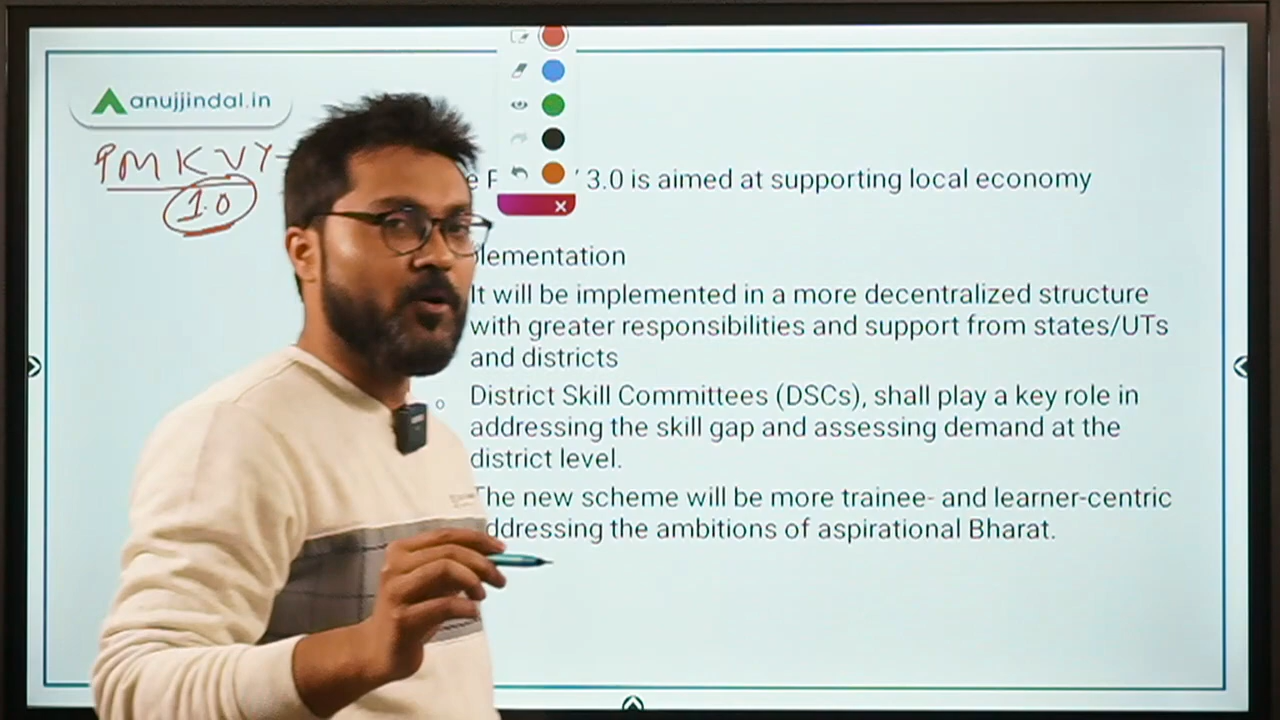 anujjindal.in
PMKVY-
1.0
3.0 is aimed at supporting local economy
plementation
It will be implemented in a more decentralized structure
with greater responsibilities and support from states/UTs
and districts
District Skill Committees (DSCs), shall play a key role in
addressing the skill gap and assessing demand at the
district level.
The new scheme will be more trainee- and learner-centric
ddressing the ambitions of aspirational Bharat.